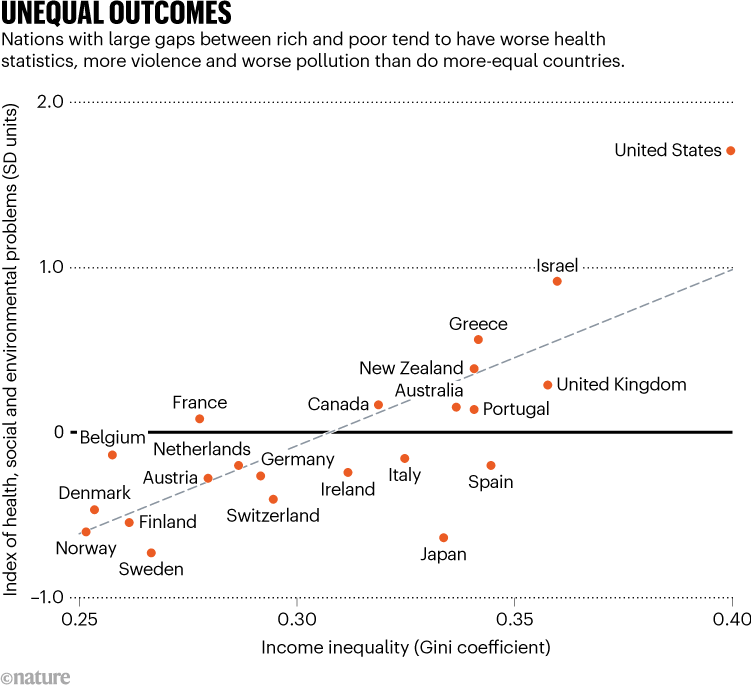 UNEQUAL OUTCOMES
Nations with large gaps between rich and poor tend to have worse health
statistics, more violence and worse pollution than do more-equal countries.
Index of health, social and environmental problems (SD units)
2.0
United States
1.0
Israel
Greece
New Zealand
Australia
United Kingdom
France
Canada
Portugal
0
Belgium
Netherlands
Germany
Austria
Ireland
Italy
Spain
Denmark
Finland
Switzerland
Norway
Sweden
Japan
–1.0
0.25
0.30
0.35
0.40
Income inequality (Gini coefficient)
©nature